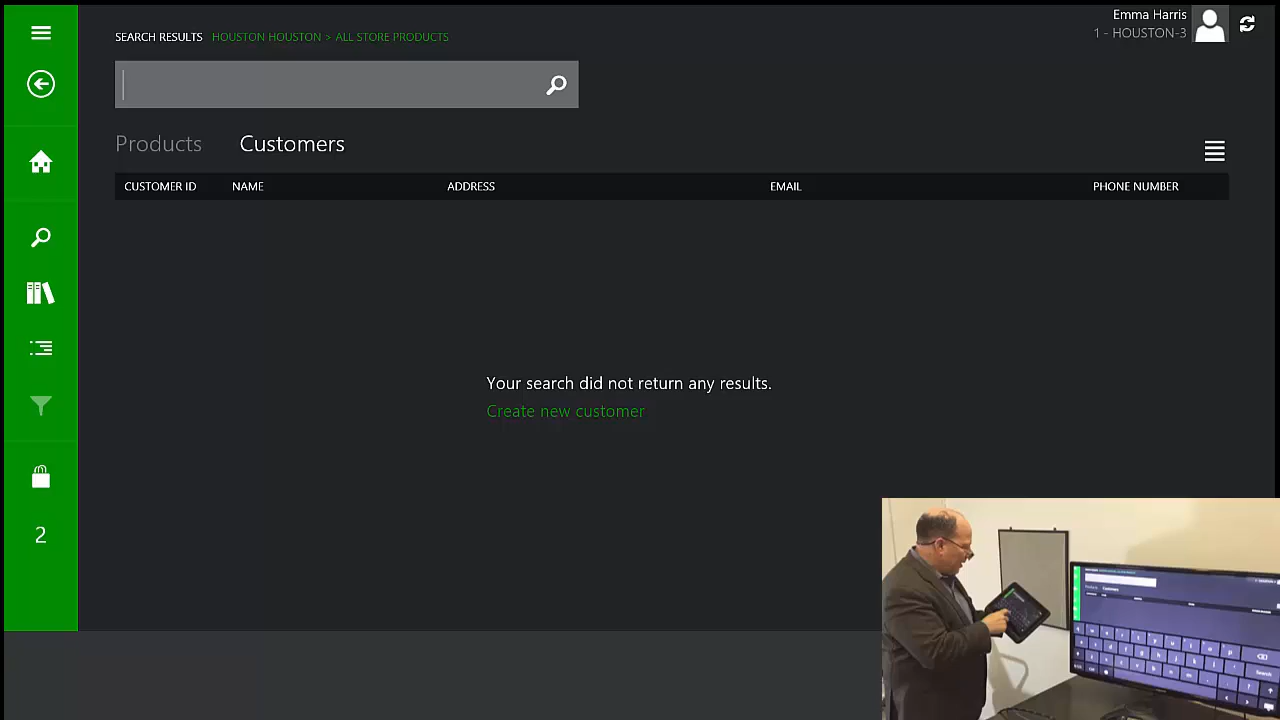 Emma Harris
1 - HOUSTON-3
SEARCH RESULTS HOUSTON HOUSTON > ALL STORE PRODUCTS
Products Customers
CUSTOMER ID NAME ADDRESS EMAIL PHONE NUMBER
Your search did not return any results.
Create new customer
2